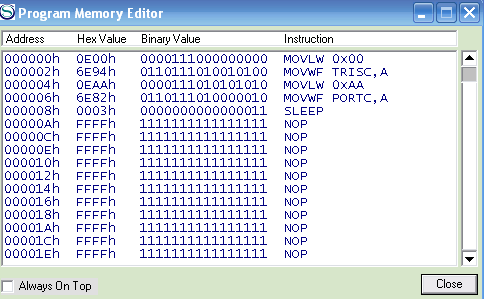 Program Memory Editor
Address Hex Value Binary Value Instruction
000000h 0E00h 0000111000000000 MOVLW 0x00
000002h 6E94h 0110111010010100 MOVWF TRISC,A
000004h 0EAAh 0000111010101010 MOVLW 0xAA
000006h 6E82h 0110111010000010 MOVWF PORTC,A
000008h 0003h 0000000000000011 SLEEP
00000Ah FFFFh 1111111111111111 NOP
00000Ch FFFFh 1111111111111111 NOP
00000Eh FFFFh 1111111111111111 NOP
000010h FFFFh 1111111111111111 NOP
000012h FFFFh 1111111111111111 NOP
000014h FFFFh 1111111111111111 NOP
000016h FFFFh 1111111111111111 NOP
000018h FFFFh 1111111111111111 NOP
00001Ah FFFFh 1111111111111111 NOP
00001Ch FFFFh 1111111111111111 NOP
00001Eh FFFFh 1111111111111111 NOP
Always On Top Close